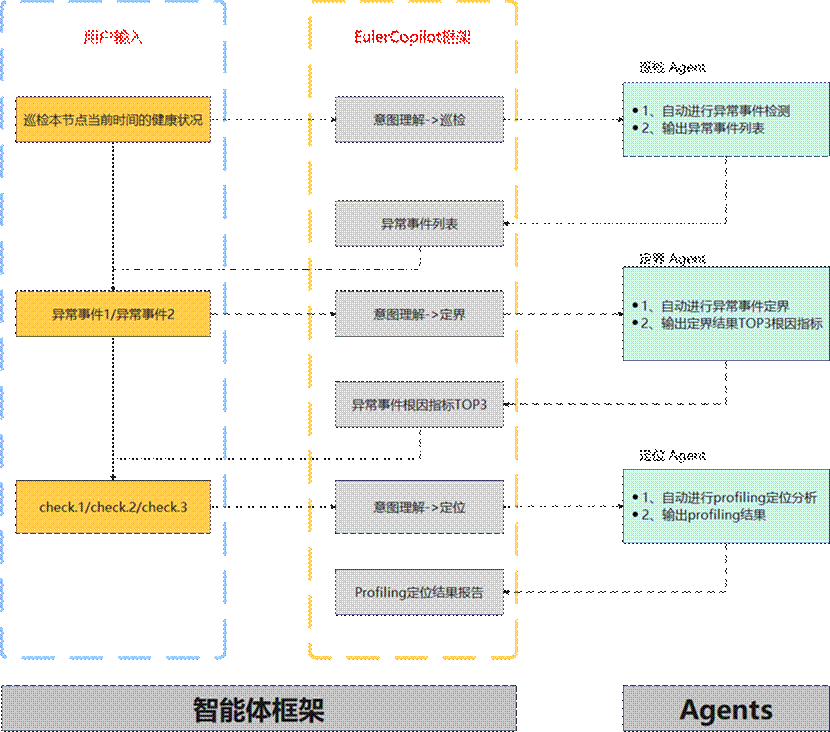 用户输入
EulerCopilot框架
巡检 Agent
巡检本节点当前时间的健康状况
意图理解->巡检
1、自动进行异常事件检测
2、输出异常事件列表
异常事件列表
定界 Agent
异常事件1/异常事件2
意图理解->定界
1、自动进行异常事件定界
2、输出定界结果TOP3根因指标
异常事件根因指标TOP3
定位 Agent
check.1/check.2/check.3
意图理解->定位
1、自动进行profiling定位分析
2、输出profiling结果
Profiling定位结果报告
智能体框架
Agents